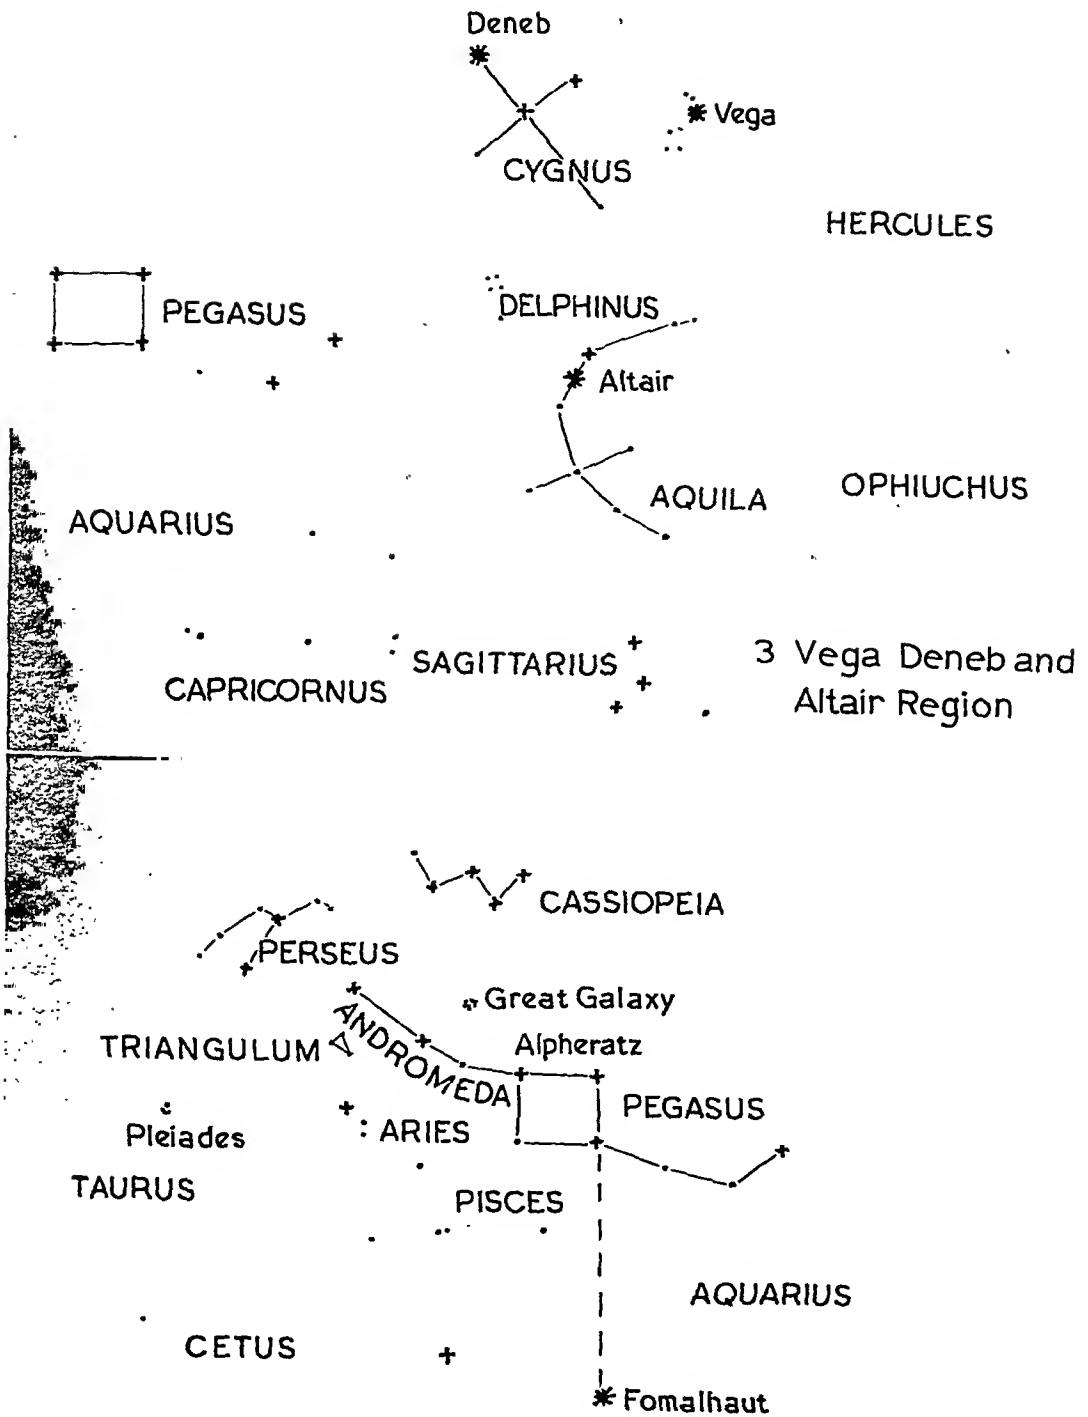 Deneb
Vega
CYGNUS
HERCULES
PEGASUS
DELPHINUS
Altair
AQUILA
OPHIUCHUS
AQUARIUS
SAGITTARIUS
CAPRICORNUS
3 Vega Deneb and
Altair Region
CASSIOPEIA
PERSEUS
Great Galaxy
ANDROMEDA
TRIANGULUM
Alpheratz
PEGASUS
Pleiades
ARIES
TAURUS
PISCES
AQUARIUS
CETUS
Fomalhaut